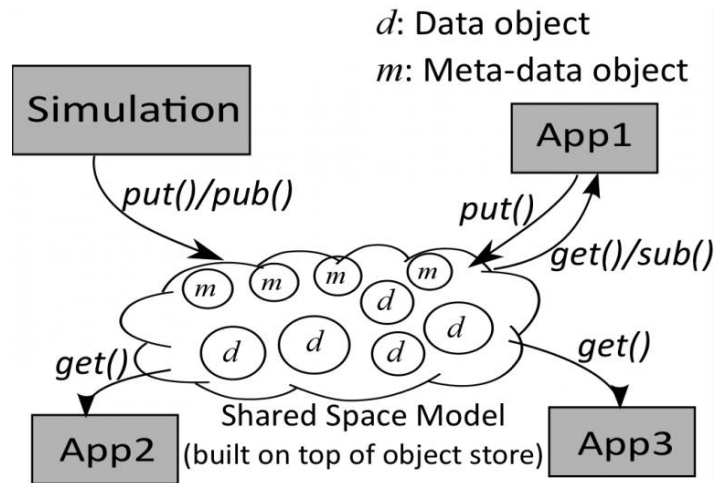 d: Data object
m: Meta-data object
Simulation
App1
put()/pub()
put()
get()/sub()
m
m
m
m
d
d
d
d
d
get()
get()
Shared Space Model
(built on top of object store)
App2
App3